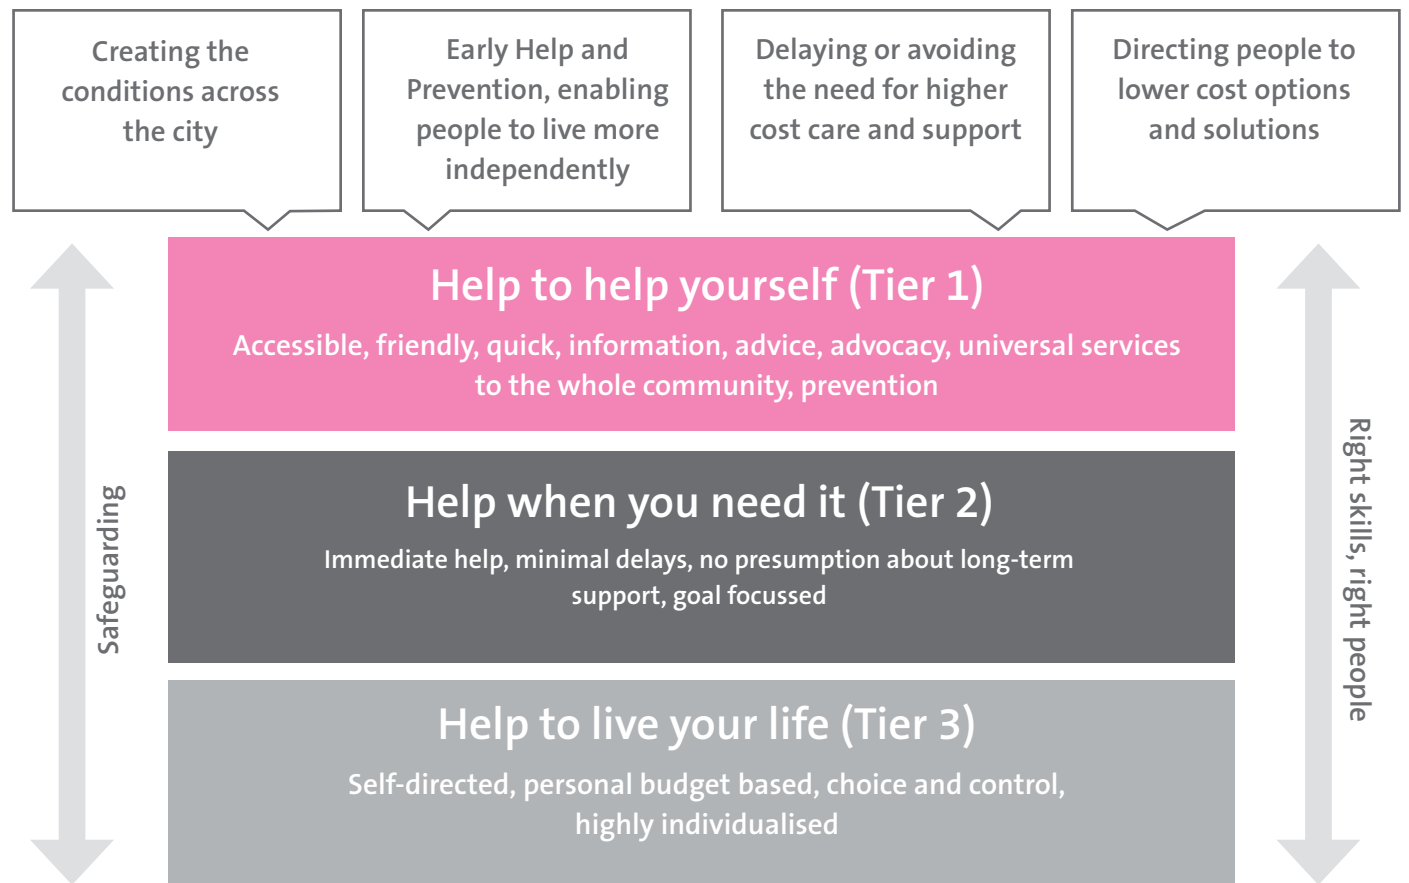 Creating the
conditions across
the city
Early Help and
Prevention, enabling
people to live more
independently
Delaying or avoiding
the need for higher
cost care and support
Directing people to
lower cost options
and solutions
Help to help yourself (Tier 1)
Accessible, friendly, quick, information, advice, advocacy, universal services
to the whole community, prevention
Safeguarding
Help when you need it (Tier 2)
Immediate help, minimal delays, no presumption about long-term
support, goal focussed
Right skills, right people
Help to live your life (Tier 3)
Self-directed, personal budget based, choice and control,
highly individualised